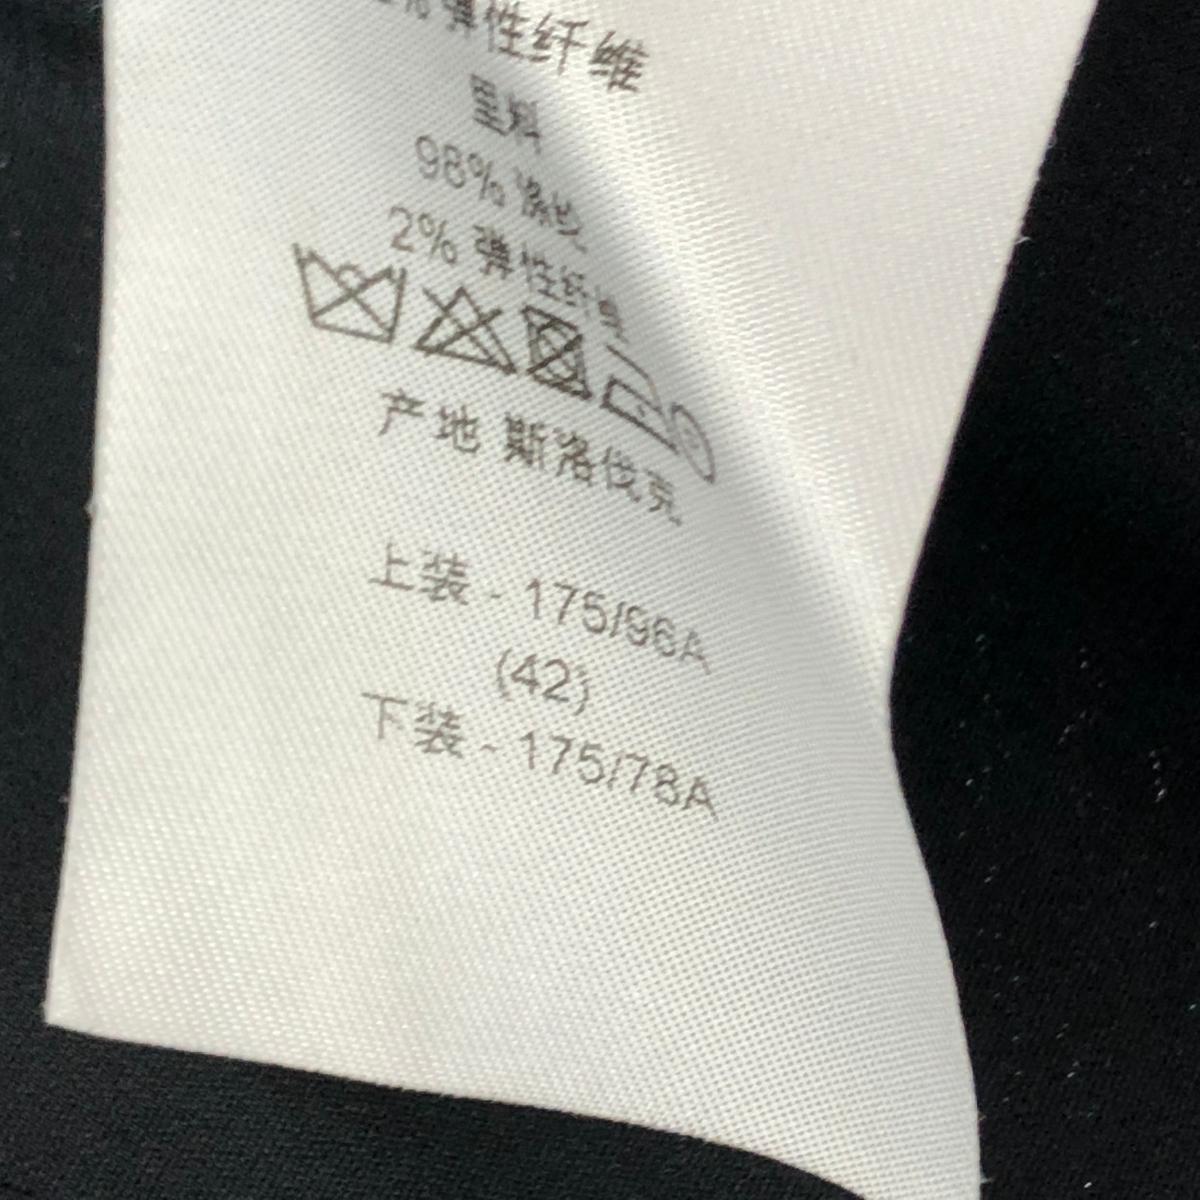 2%弹性纤维
里料
98% 涤纶
2% 弹性纤维
产地 斯洛伐克
上装 - 175/96A
(42)
下装 - 175/78A